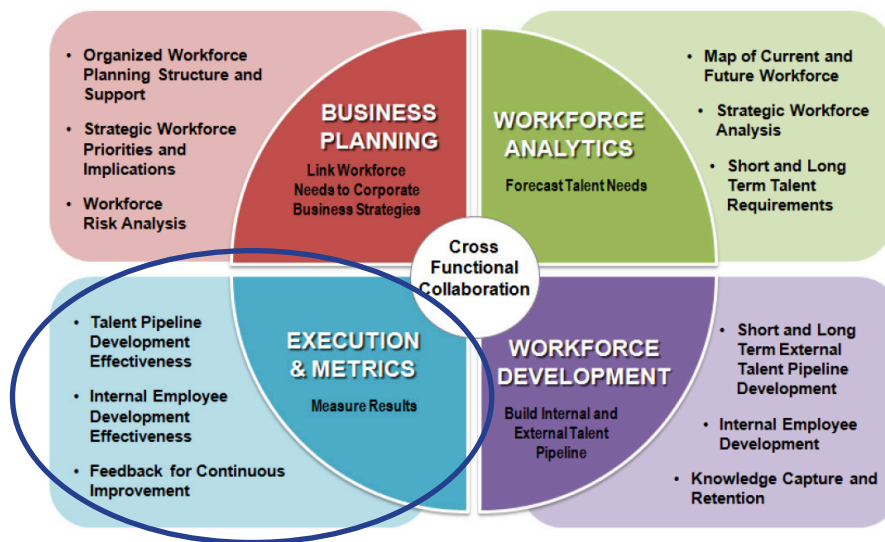 • Organized Workforce
Planning Structure and
Support
• Strategic Workforce
Priorities and
Implications
• Workforce
Risk Analysis
BUSINESS
PLANNING
Link Workforce
Needs to Corporate
Business Strategies
WORKFORCE
ANALYTICS
Forecast Talent Needs
• Map of Current and
Future Workforce
• Strategic Workforce
Analysis
• Short and Long
Term Talent
Requirements
Cross
Functional
Collaboration
• Talent Pipeline
Development
Effectiveness
• Internal Employee
Development
Effectiveness
• Feedback for Continuous
Improvement
EXECUTION
& METRICS
Measure Results
WORKFORCE
DEVELOPMENT
Build Internal and
External Talent
Pipeline
• Short and Long
Term External
Talent Pipeline
Development
• Internal Employee
Development
• Knowledge Capture and
Retention